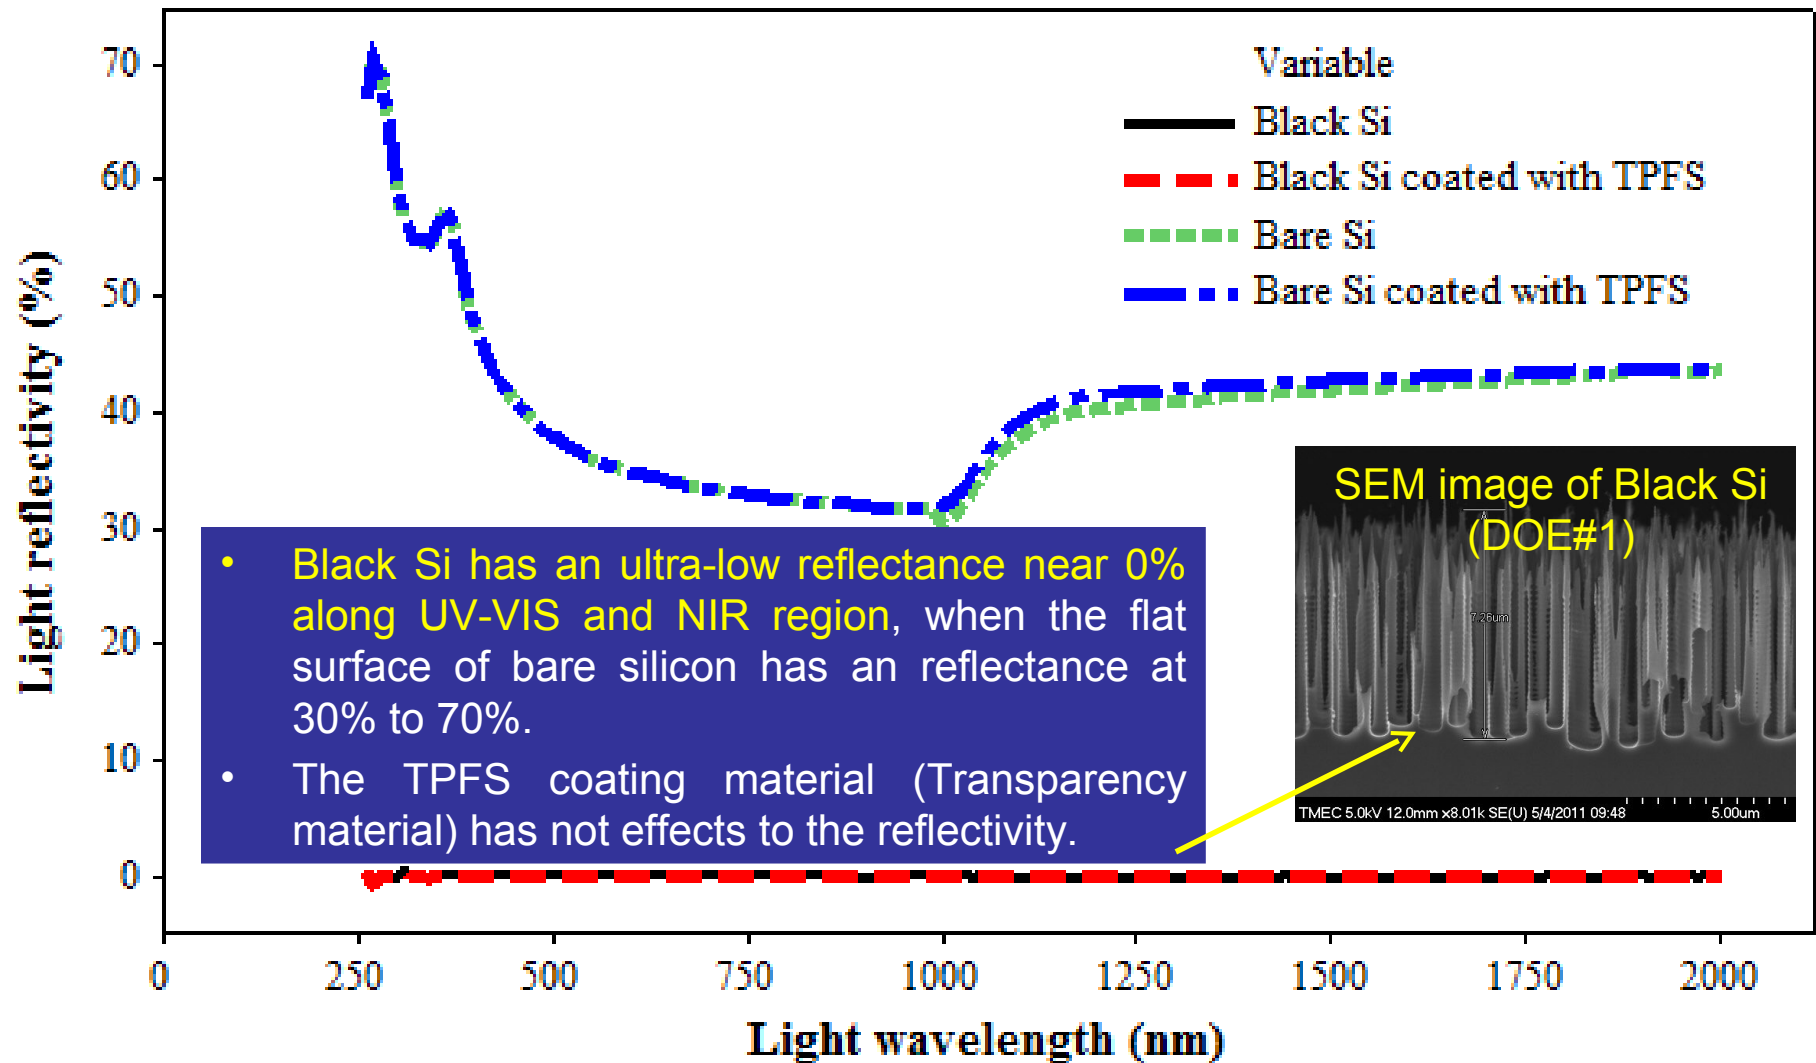 Light reflectivity (%)
70
60
50
40
30
20
10
0
Variable
Black Si
Black Si coated with TPFS
Bare Si
Bare Si coated with TPFS
• Black Si has an ultra-low reflectance near 0%
along UV-VIS and NIR region, when the flat
surface of bare silicon has an reflectance at
30% to 70%.
• The TPFS coating material (Transparency
material) has not effects to the reflectivity.
SEM image of Black Si
(DOE#1)
7.26um
TMEC 5.0kV 12.0mm x8.01k SE(U) 5/4/2011 09:48 5.00um
0 250 500 750 1000 1250 1500 1750 2000
Light wavelength (nm)